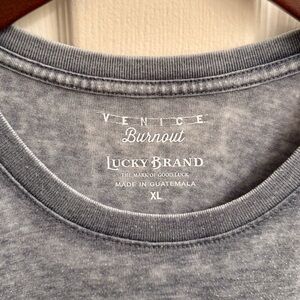 VENICE
Burnout
LUCKY BRAND
THE MARK OF GOOD LUCK
MADE IN GUATEMALA
XL